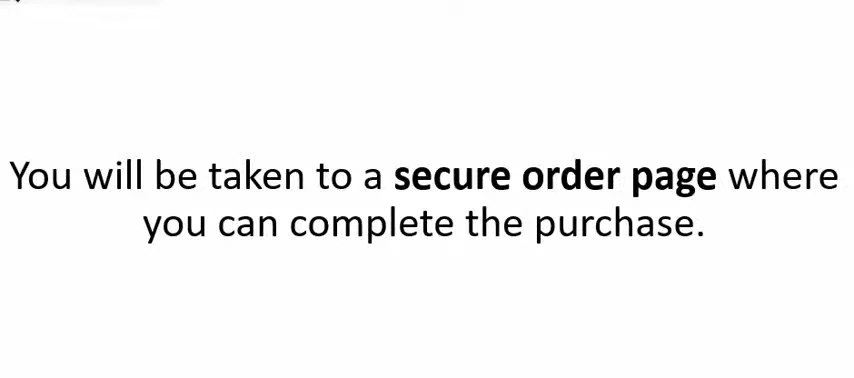 You will be taken to a secure order page where
you can complete the purchase.